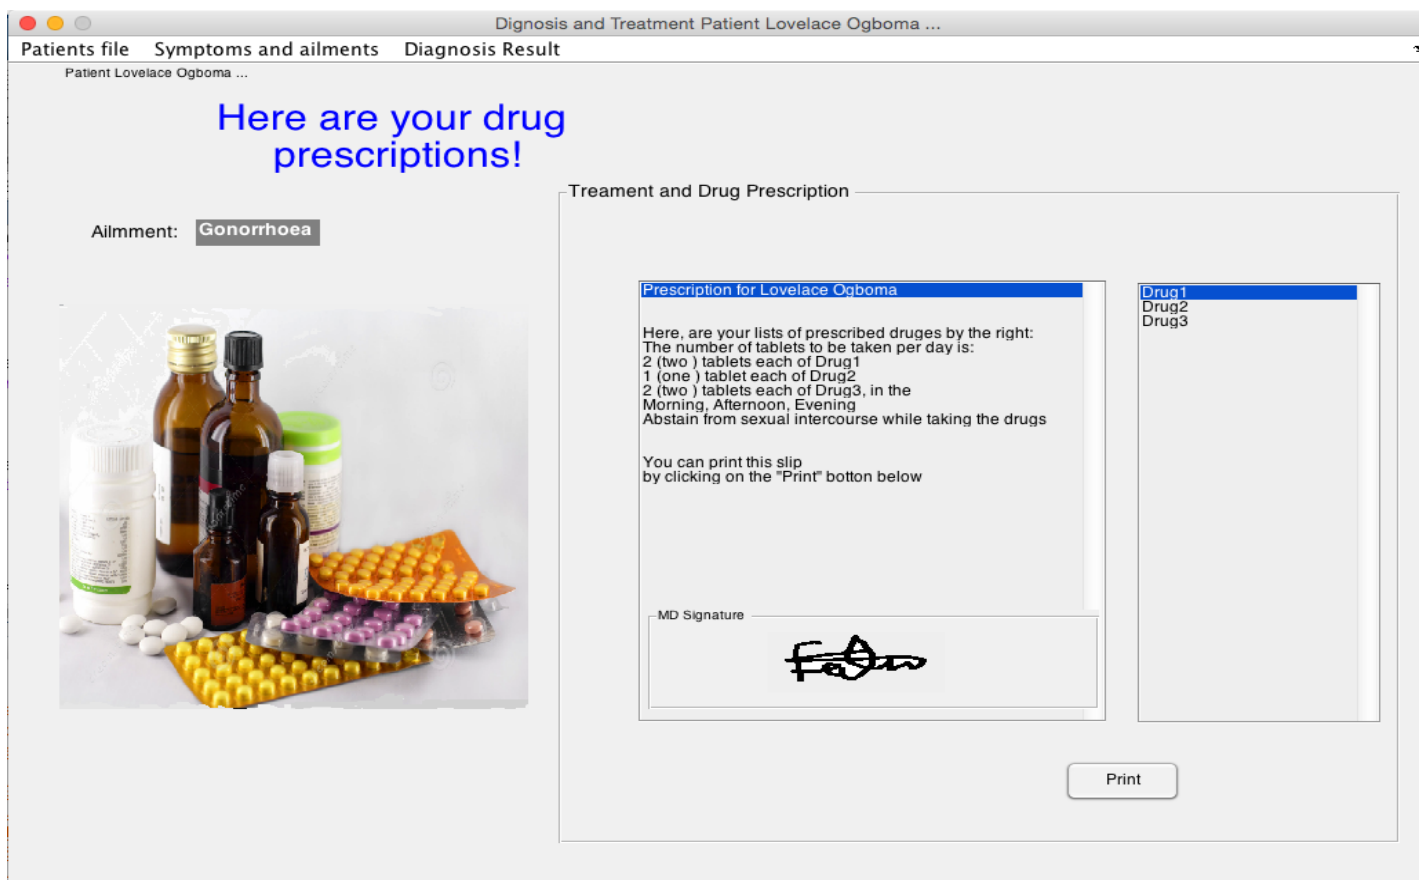 Dignosis and Treatment Patient Lovelace Ogboma ...
Patients file Symptoms and ailments Diagnosis Result
Patient Lovelace Ogboma ...
Here are your drug
prescriptions!
Treament and Drug Prescription
Ailmment: Gonorrhoea
Prescription for Lovelace Ogboma
Here, are your lists of prescribed druges by the right:
The number of tablets to be taken per day is:
2 (two ) tablets each of Drug1
1 (one ) tablet each of Drug2
2 (two ) tablets each of Drug3, in the
Morning, Afternoon, Evening
Abstain from sexual intercourse while taking the drugs
You can print this slip
by clicking on the "Print" botton below
Drug1
Drug2
Drug3
MD Signature
Print